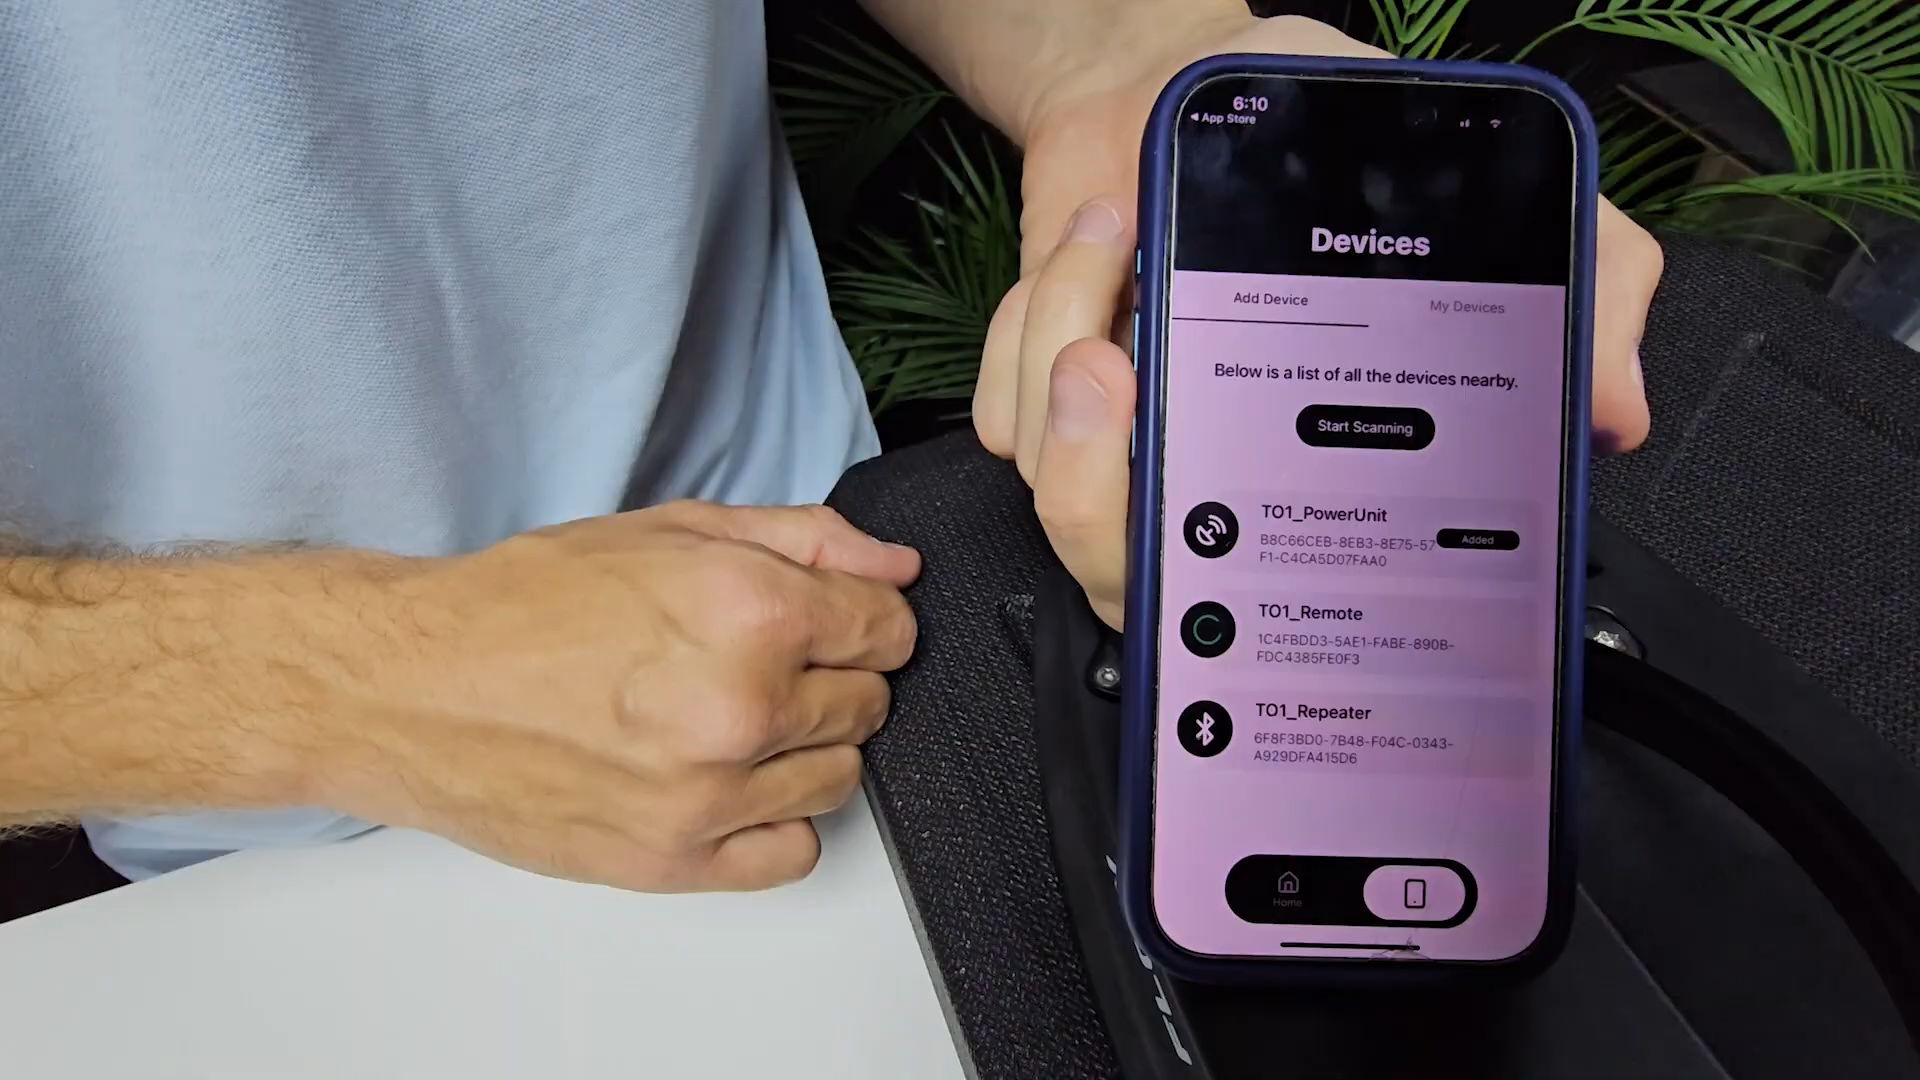 6:10
App Store
Devices
Add Device
My Devices
Below is a list of all the devices nearby.
Start Scanning
TO1_PowerUnit
B8C66CEB-8EB3-8E75-57
F1-C4CA5D07FAA0
Added
TO1_Remote
1C4FBDD3-5AE1-FABE-890B-
FDC4385FE0F3
TO1_Repeater
6F8F3BD0-7B48-F04C-0343-
A929DFA415D6
Home